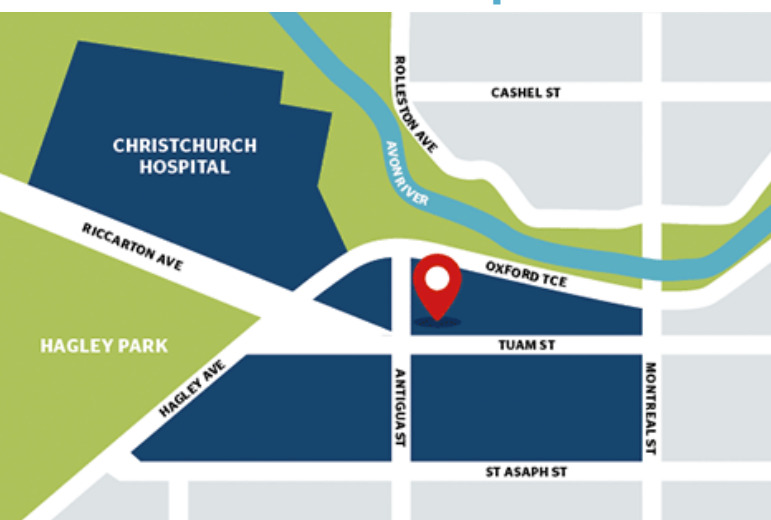 ROLLESTON AVE
CASHEL ST
CHRISTCHURCH
HOSPITAL
AVON RIVER
RICCARTON AVE
OXFORD TCE
HAGLEY PARK
TUAM ST
HAGLEY AVE
ANTIGUA ST
MONTREAL ST
ST ASAPH ST